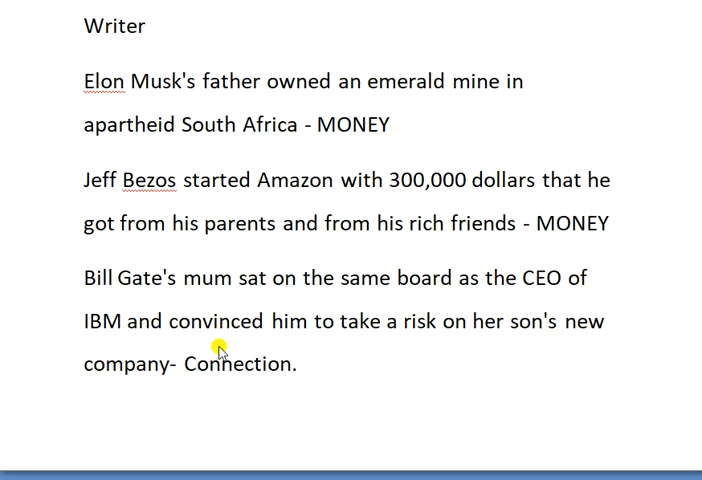 Writer
Elon Musk's father owned an emerald mine in
apartheid South Africa - MONEY
Jeff Bezos started Amazon with 300,000 dollars that he
got from his parents and from his rich friends - MONEY
Bill Gate's mum sat on the same board as the CEO of
IBM and convinced him to take a risk on her son's new
company- Connection.